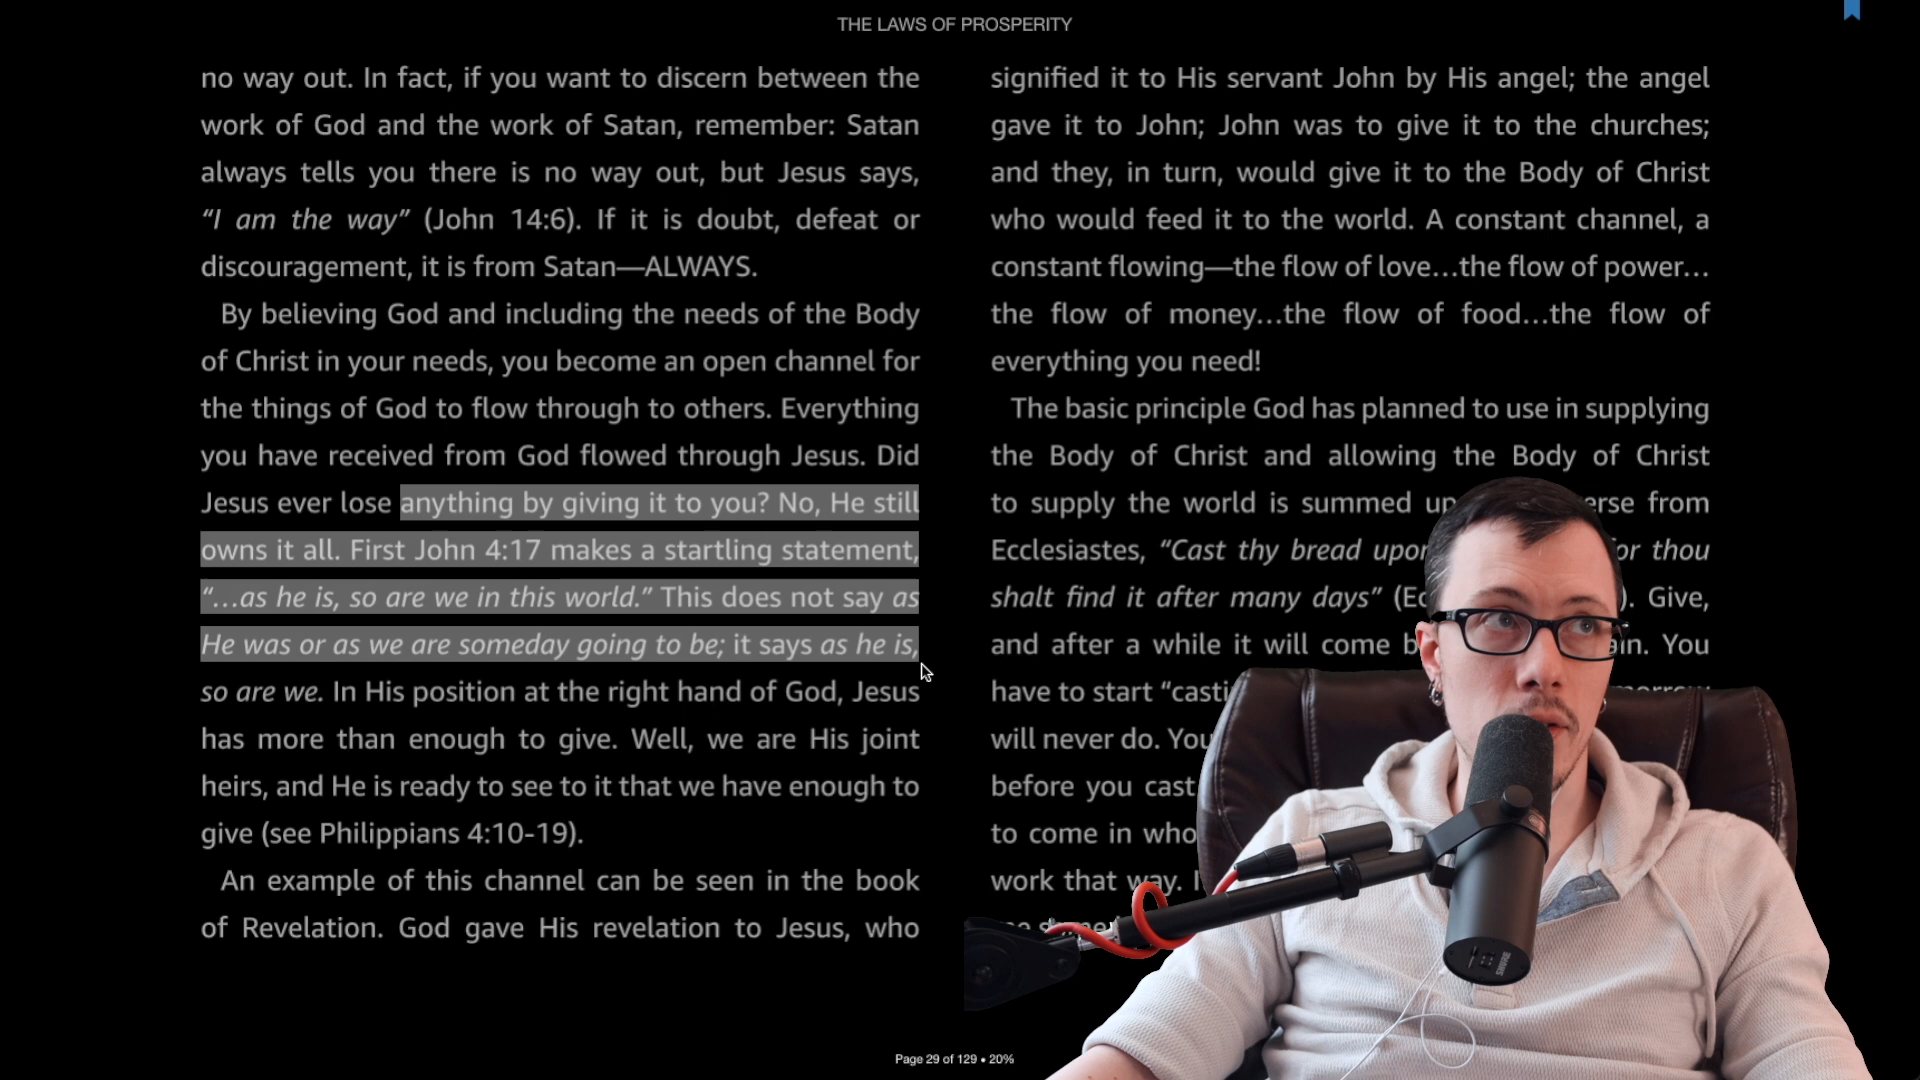 THE LAWS OF PROSPERITY
no way out. In fact, if you want to discern between the
work of God and the work of Satan, remember: Satan
always tells you there is no way out, but Jesus says,
“I am the way” (John 14:6). If it is doubt, defeat or
discouragement, it is from Satan—ALWAYS.
By believing God and including the needs of the Body
of Christ in your needs, you become an open channel for
the things of God to flow through to others. Everything
you have received from God flowed through Jesus. Did
Jesus ever lose anything by giving it to you? No, He still
owns it all. First John 4:17 makes a startling statement,
“…as he is, so are we in this world.” This does not say as
He was or as we are someday going to be; it says as he is,
so are we. In His position at the right hand of God, Jesus
has more than enough to give. Well, we are His joint
heirs, and He is ready to see to it that we have enough to
give (see Philippians 4:10-19).
An example of this channel can be seen in the book
of Revelation. God gave His revelation to Jesus, who
signified it to His servant John by His angel; the angel
gave it to John; John was to give it to the churches;
and they, in turn, would give it to the Body of Christ
who would feed it to the world. A constant channel, a
constant flowing—the flow of love…the flow of power…
the flow of money…the flow of food…the flow of
everything you need!
The basic principle God has planned to use in supplying
the Body of Christ and allowing the Body of Christ
to supply the world is summed up from
Ecclesiastes, “Cast thy bread upon thou
shalt find it after many days” Give,
and after a while it will come You
have to start
will never do. You
before you cast
to come in
work that way.
SHURE
Page 29 of 129 • 20%